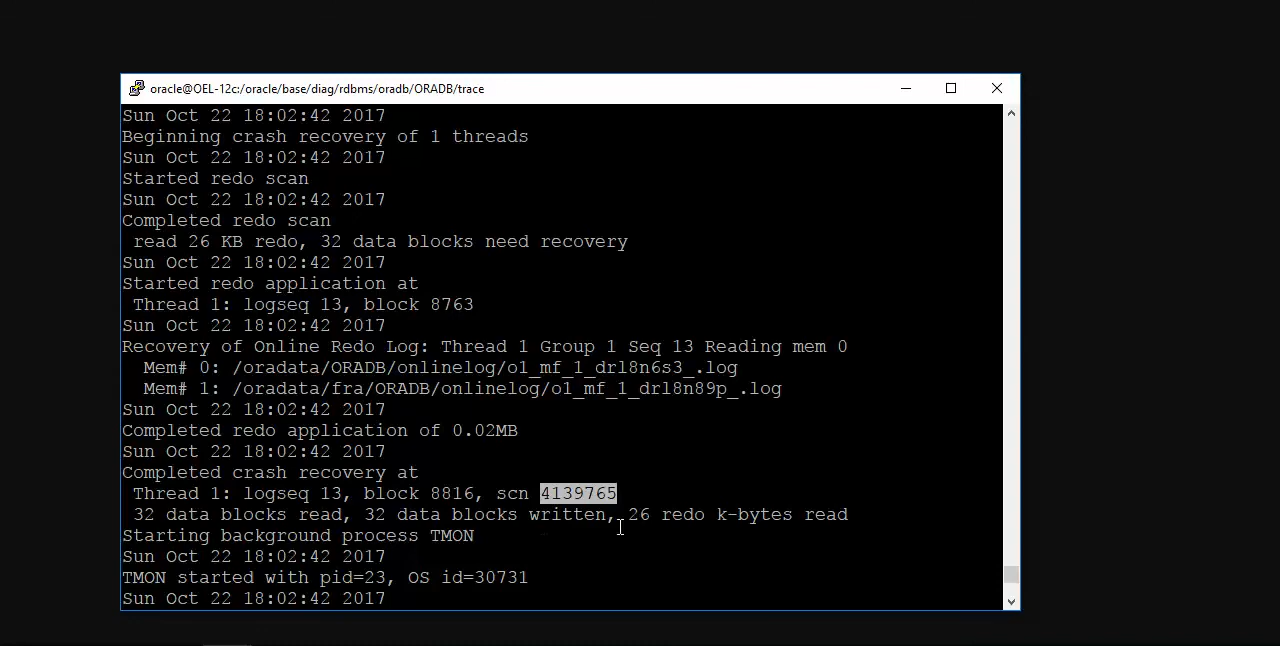 oracle@OEL-12c:/oracle/base/diag/rdbms/oradb/ORADB/trace
Sun Oct 22 18:02:42 2017
Beginning crash recovery of 1 threads
Sun Oct 22 18:02:42 2017
Started redo scan
Sun Oct 22 18:02:42 2017
Completed redo scan
read 26 KB redo, 32 data blocks need recovery
Sun Oct 22 18:02:42 2017
Started redo application at
Thread 1: logseq 13, block 8763
Sun Oct 22 18:02:42 2017
Recovery of Online Redo Log: Thread 1 Group 1 Seq 13 Reading mem 0
Mem# 0: /oradata/ORADB/onlinelog/o1_mf_1_drl8n6s3_.log
Mem# 1: /oradata/fra/ORADB/onlinelog/o1_mf_1_drl8n89p_.log
Sun Oct 22 18:02:42 2017
Completed redo application of 0.02MB
Sun Oct 22 18:02:42 2017
Completed crash recovery at
Thread 1: logseq 13, block 8816, scn 4139765
32 data blocks read, 32 data blocks written, 26 redo k-bytes read
Starting background process TMON
Sun Oct 22 18:02:42 2017
TMON started with pid=23, OS id=30731
Sun Oct 22 18:02:42 2017